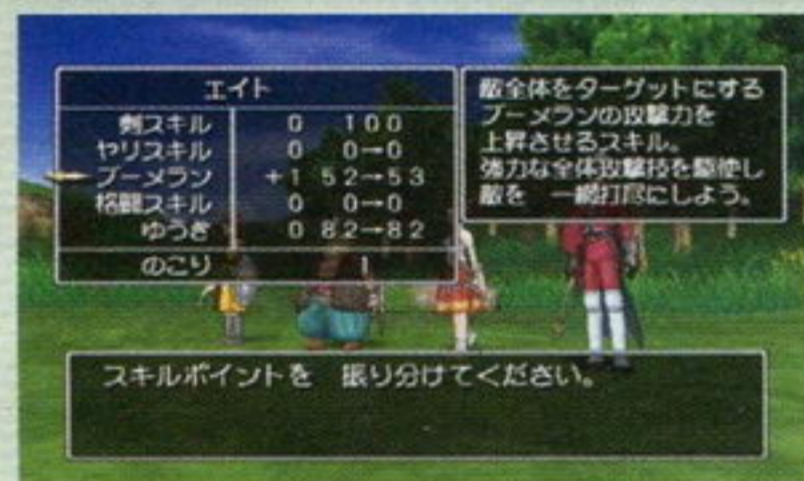 エイト
剣スキル 0 100
ヤリスキル 0 0→0
ブーメラン +1 52→53
格闘スキル 0 0→0
ゆうき 0 82→82
のこり 1
敵全体をターゲットにする
ブーメランの攻撃力を
上昇させるスキル。
強力な全体攻撃技を駆使し
敵を 一網打尽にしよう。
スキルポイントを 振り分けてください。